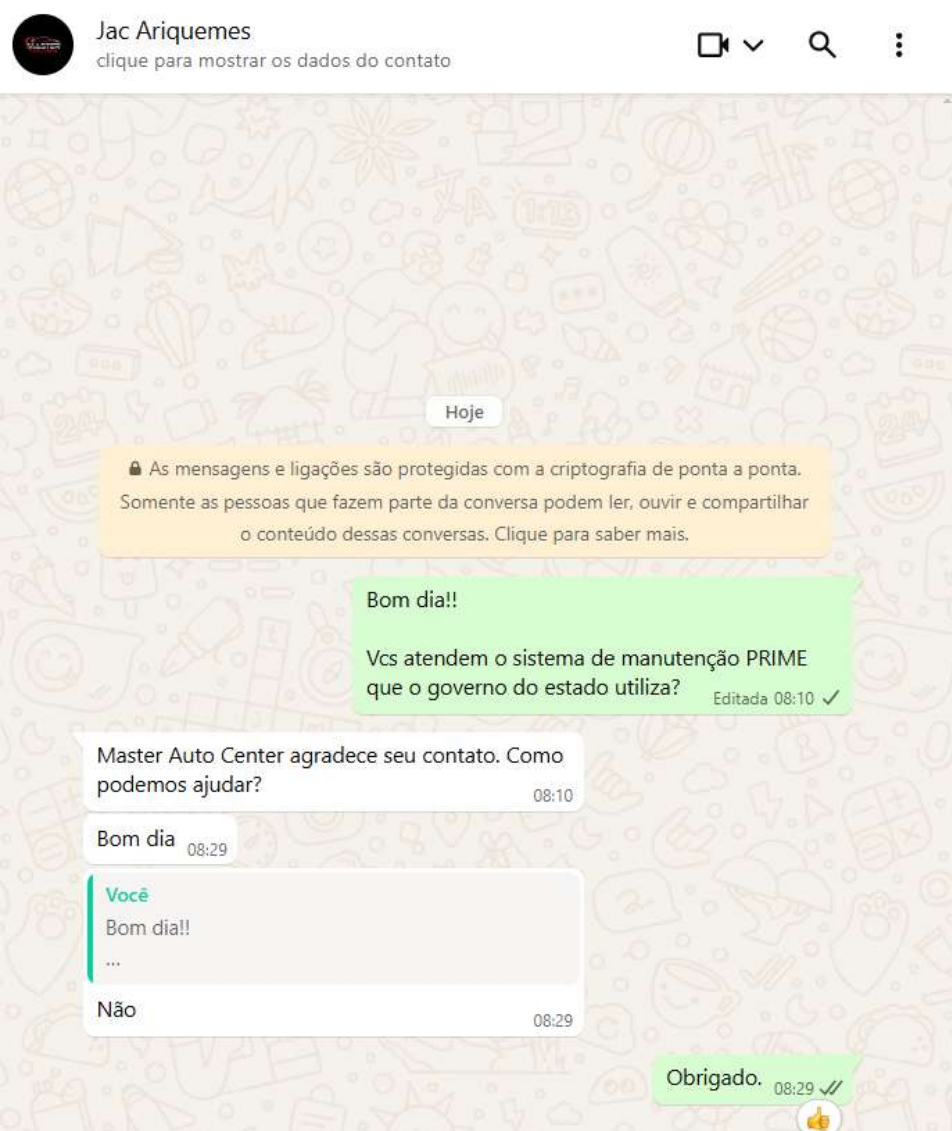 MASTER
Jac Ariquemes
clique para mostrar os dados do contato
Hoje
As mensagens e ligações são protegidas com a criptografia de ponta a ponta.
Somente as pessoas que fazem parte da conversa podem ler, ouvir e compartilhar
o conteúdo dessas conversas. Clique para saber mais.
Bom dia!!
Vcs atendem o sistema de manutenção PRIME
que o governo do estado utiliza?
Editada 08:10
Master Auto Center agradece seu contato. Como
podemos ajudar?
08:10
Bom dia 08:29
Você
Bom dia!!
...
Não
08:29
Obrigado. 08:29